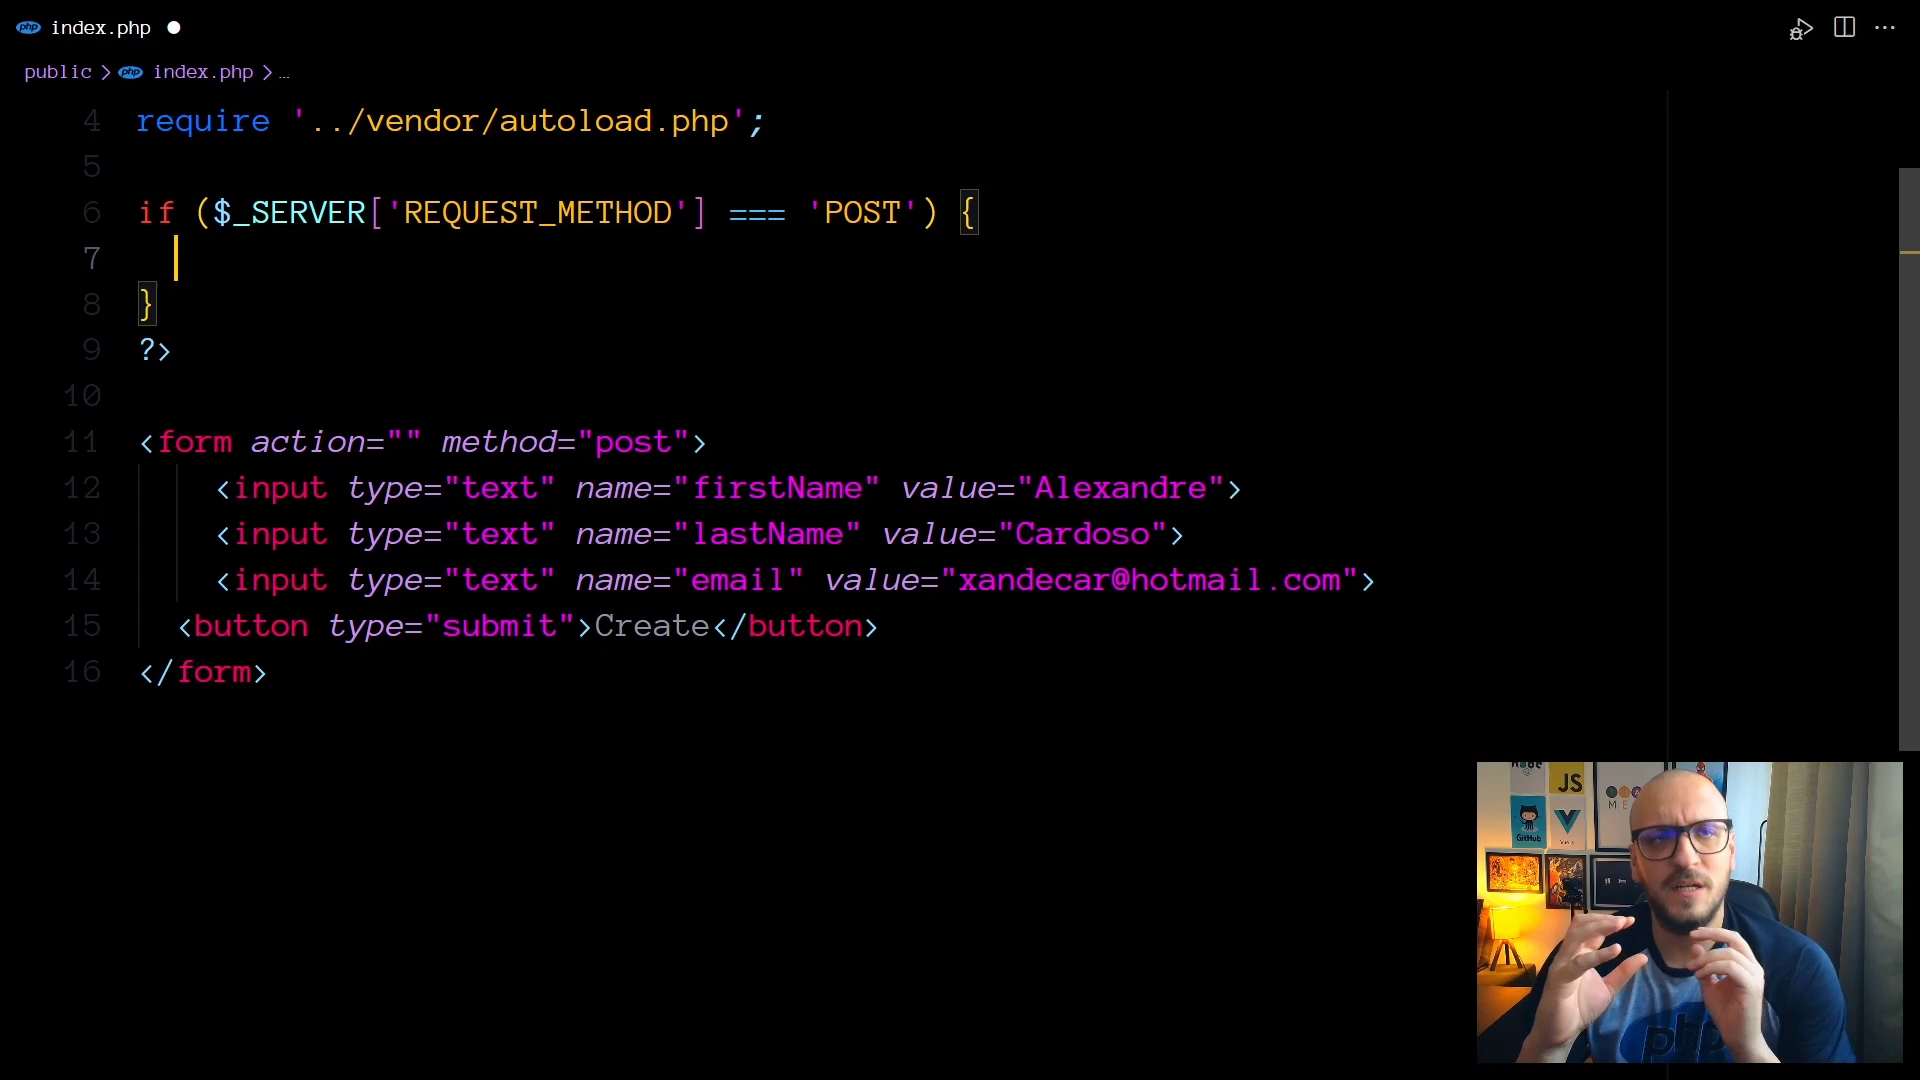 index.php
public > index.php > ...
4 require '../vendor/autoload.php';
5
6 if ($_SERVER['REQUEST_METHOD'] === 'POST') {
7
8 }
9 ?>
10
11 <form action="" method="post">
12 <input type="text" name="firstName" value="Alexandre">
13 <input type="text" name="lastName" value="Cardoso">
14 <input type="text" name="email" value="xandecar@hotmail.com">
15 <button type="submit">Create</button>
16 </form>
JS
GitHub
php